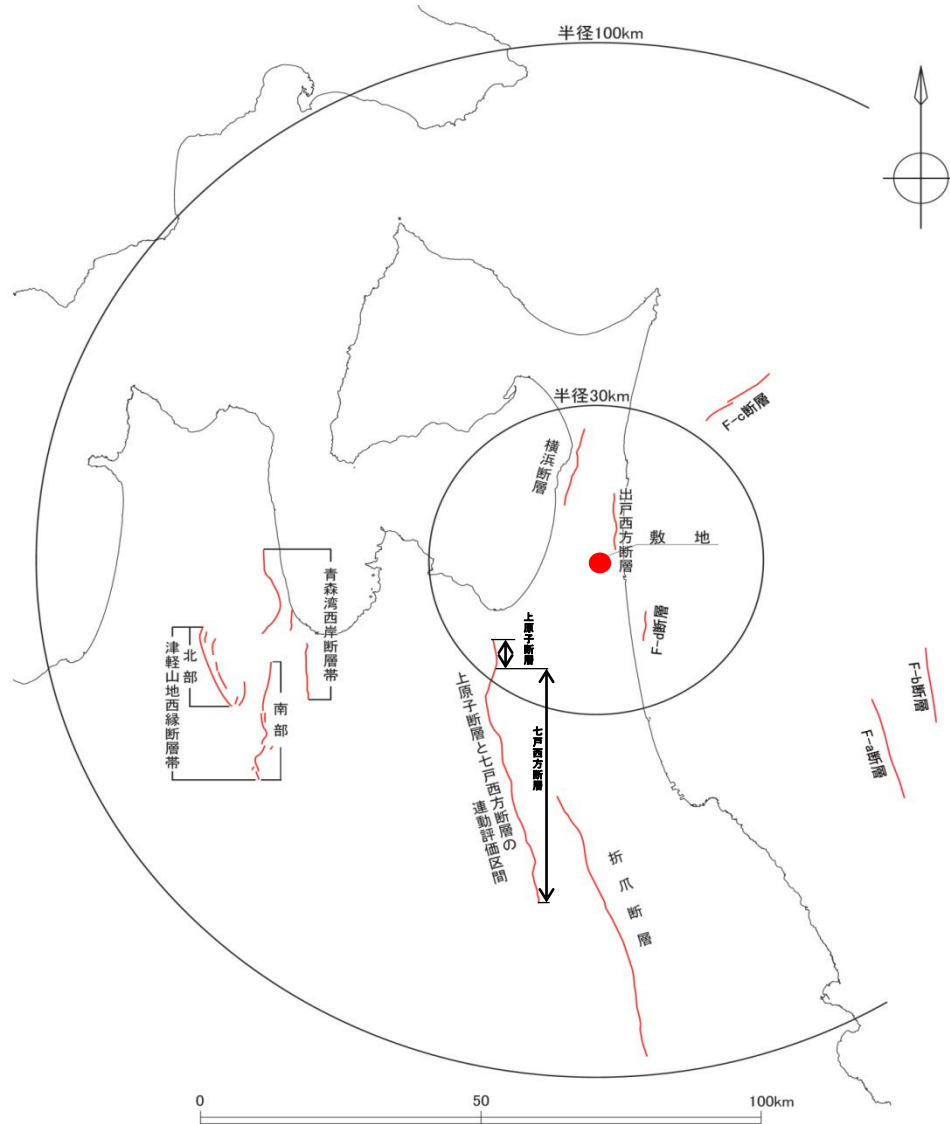 半径100km
半径30km
F-c断層
横浜断層
出戸西方断層
敷地
青森湾西岸断層帯
上原子断層
F-d断層
北部
津軽山地西縁断層帯
南部
F-b断層
F-a断層
七戸西方断層
上原子断層と七戸西方断層の
連動評価区間
折爪断層
0
50
100km